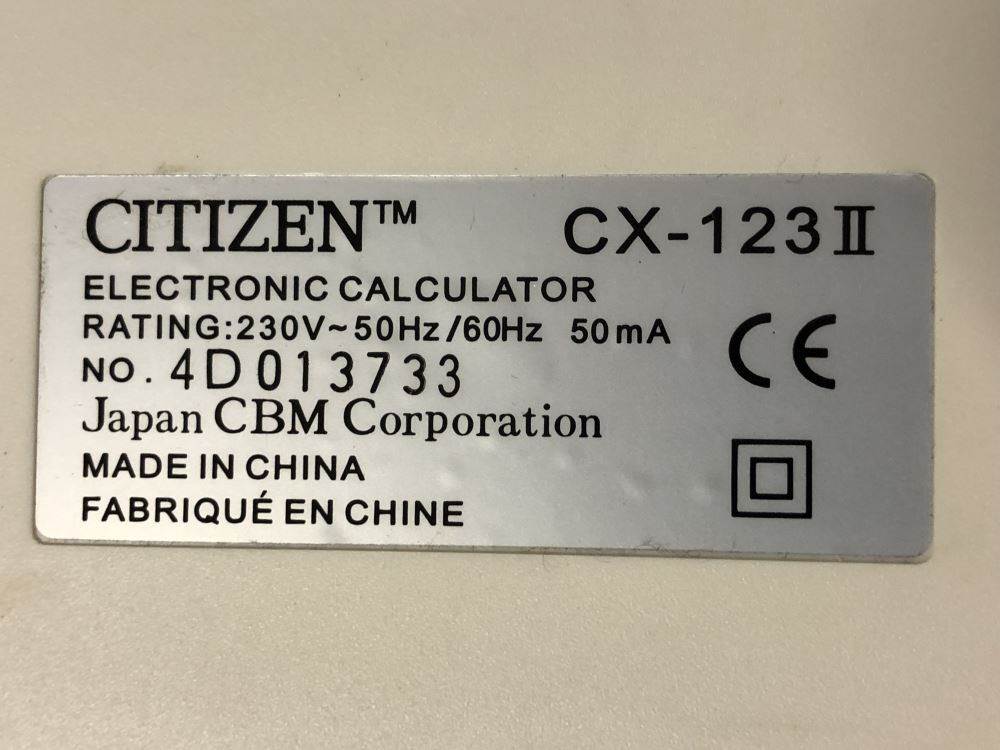 CITIZEN™ CX-123Ⅱ
ELECTRONIC CALCULATOR
RATING:230V~50Hz/60Hz 50mA
NO. 4D013733
Japan CBM Corporation
MADE IN CHINA
FABRIQUÉ EN CHINE
CE